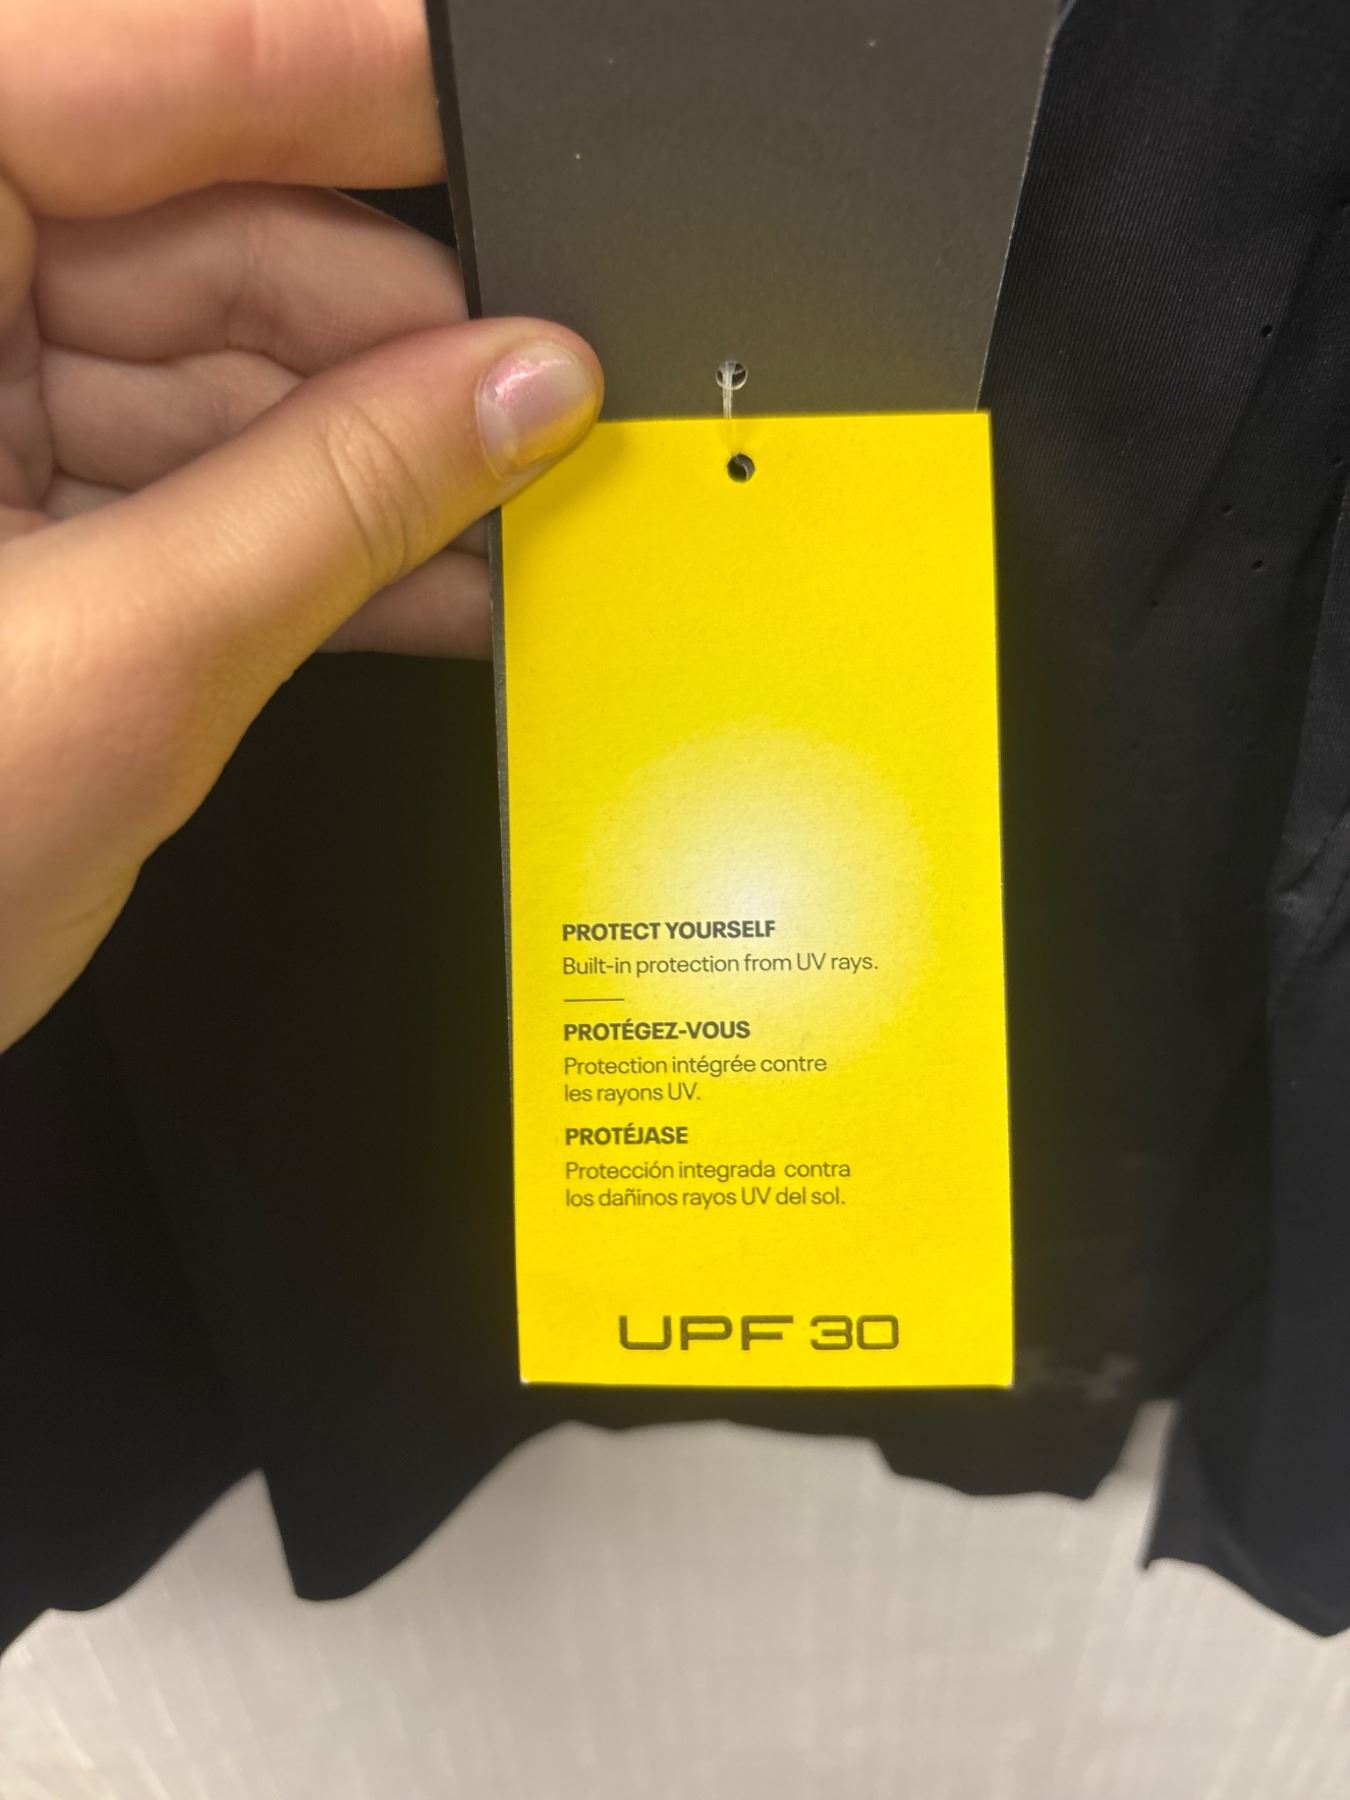 PROTECT YOURSELF
Built-in protection from UV rays.
PROTÉGEZ-VOUS
Protection intégrée contre
les rayons UV.
PROTÉJASE
Protección integrada contra
los dañinos rayos UV del sol.
UPF 30